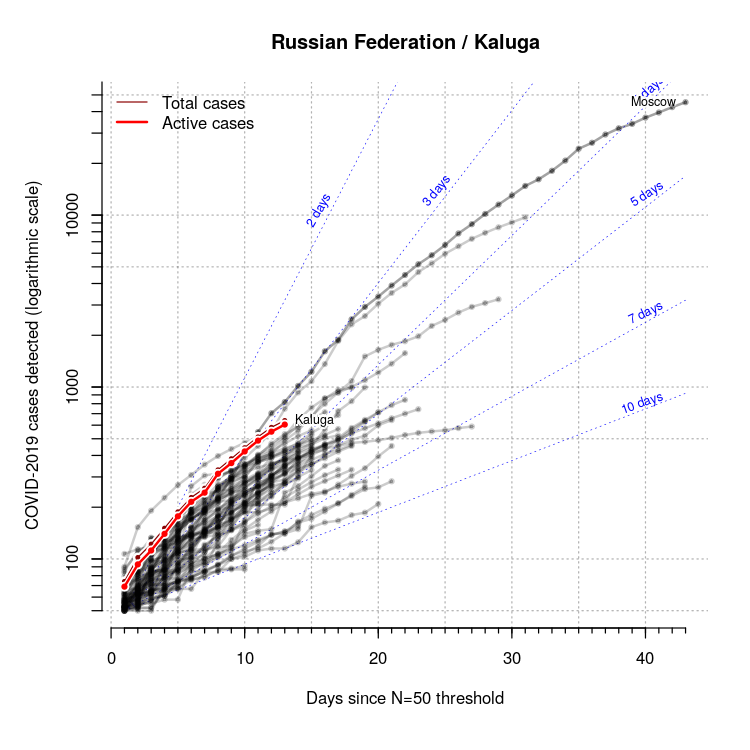 Russian Federation / Kaluga
Total cases
Active cases
2 days
3 days
days
Moscow
5 days
7 days
10 days
Kaluga
COVID-2019 cases detected (logarithmic scale)
100
1000
10000
0 10 20 30 40
Days since N=50 threshold